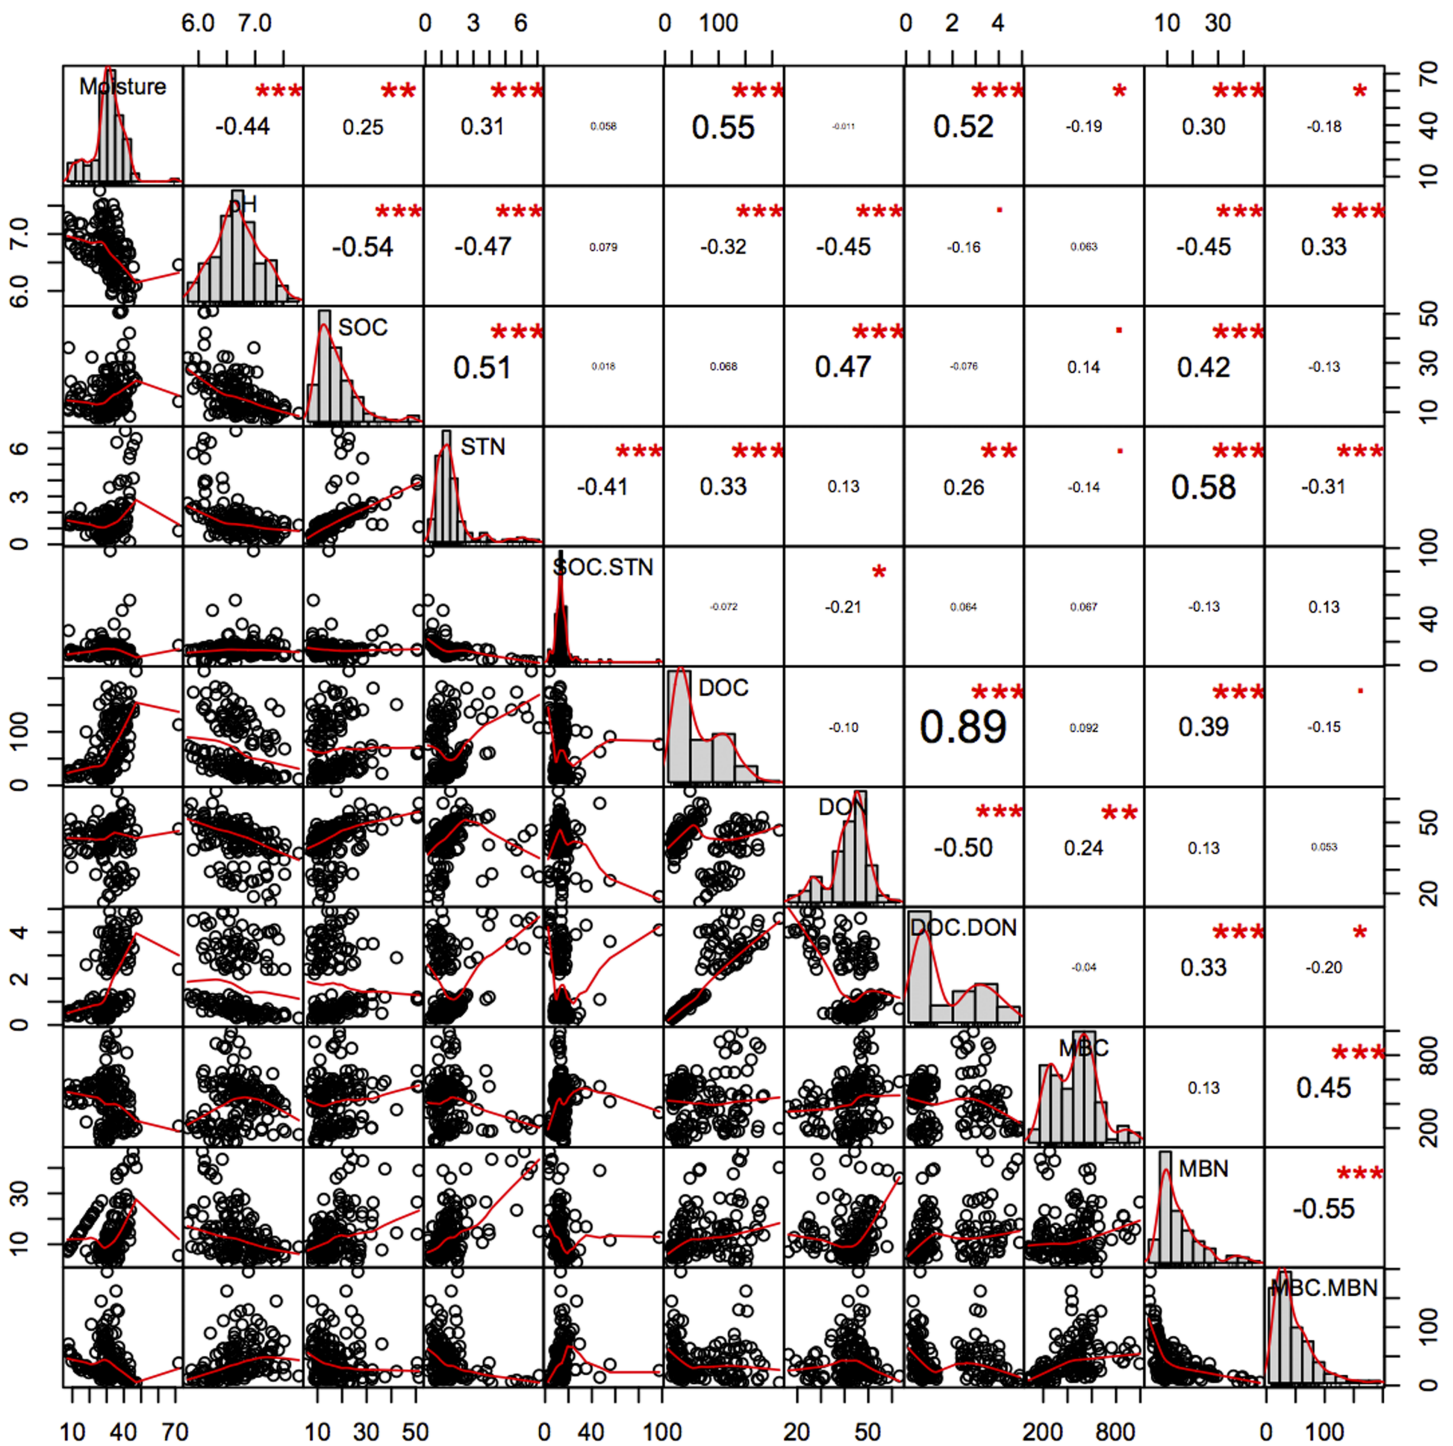 6.0 7.0 0 3 6 0 100 0 2 4 10 30
Moisture *** ** *** *** *** * *** * 70
-0.44 0.25 0.31 0.058 0.55 -0.011 0.52 -0.19 0.30 -0.18 40
10
pH *** *** *** *** . *** ***
7.0 -0.54 -0.47 0.079 -0.32 -0.45 -0.16 0.063 -0.45 0.33
6.0
SOC *** *** . *** 50
0.51 0.018 0.068 0.47 -0.076 0.14 0.42 -0.13 30
10
STN *** *** ** . *** ***
6
3 -0.41 0.33 0.13 0.26 -0.14 0.58 -0.31
0
SOC.STN * 100
-0.072 -0.21 0.064 0.067 -0.13 0.13 40
0
DOC *** *** .
100 -0.10 0.89 0.092 0.39 -0.15
0
DON *** ** 50
-0.50 0.24 0.13 0.053
20
DOC.DON *** *
4
2 -0.04 0.33 -0.20
0
MBC *** 800
0.13 0.45
200
MBN ***
30 -0.55
10
MBC.MBN
100
0
10 40 70 10 30 50 0 40 100 20 50 200 800 0 100